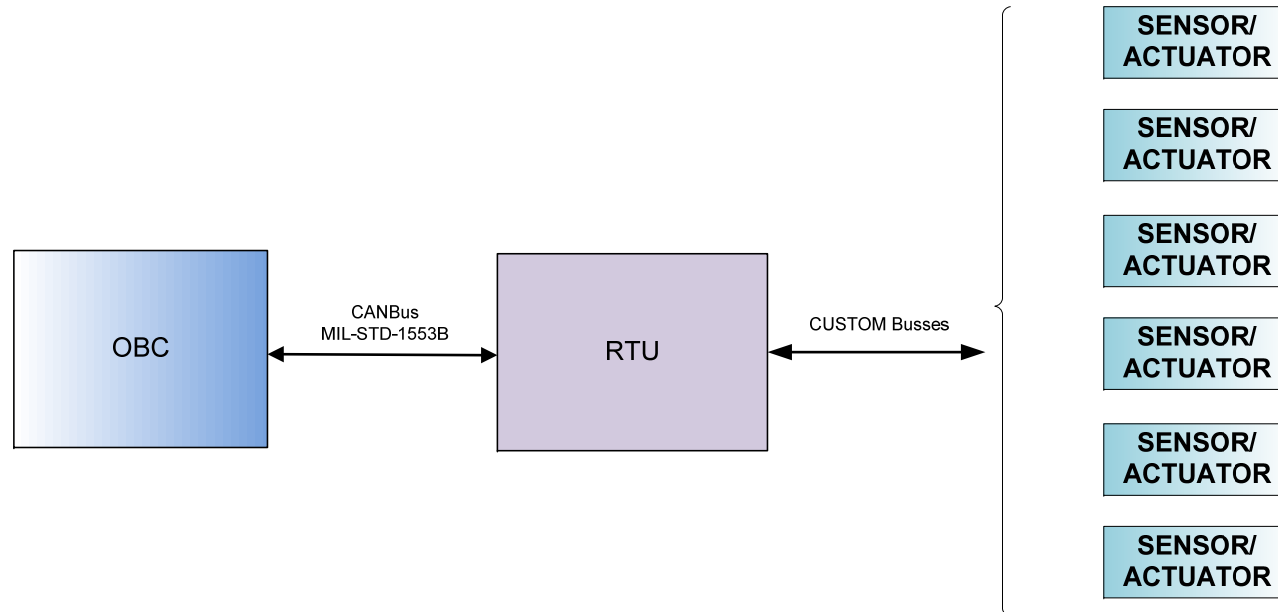 OBC
CANBus
MIL-STD-1553B
RTU
CUSTOM Busses
SENSOR/
ACTUATOR
SENSOR/
ACTUATOR
SENSOR/
ACTUATOR
SENSOR/
ACTUATOR
SENSOR/
ACTUATOR
SENSOR/
ACTUATOR